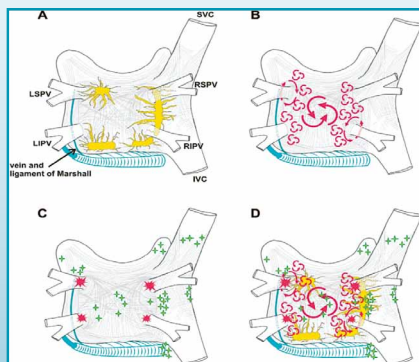 A
SVC
B
LSPV
RSPV
LIPV
RIPV
vein and
ligament of Marshall
IVC
C
D